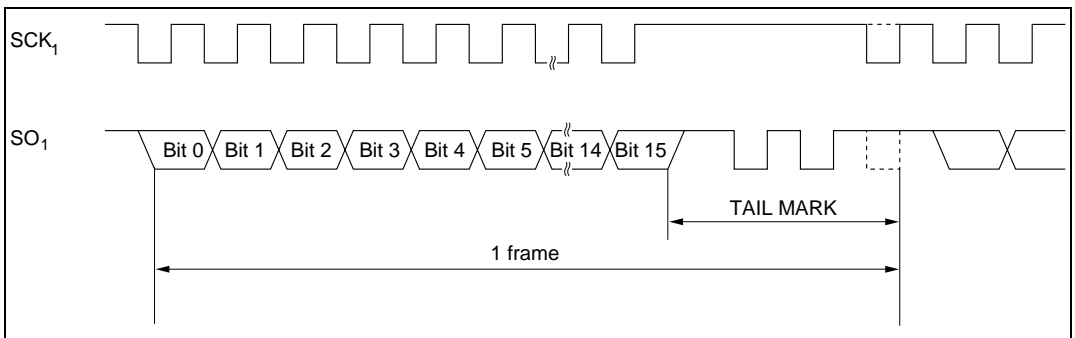 SCK1
SO1
Bit 0 Bit 1 Bit 2 Bit 3 Bit 4 Bit 5 Bit 14 Bit 15
TAIL MARK
1 frame